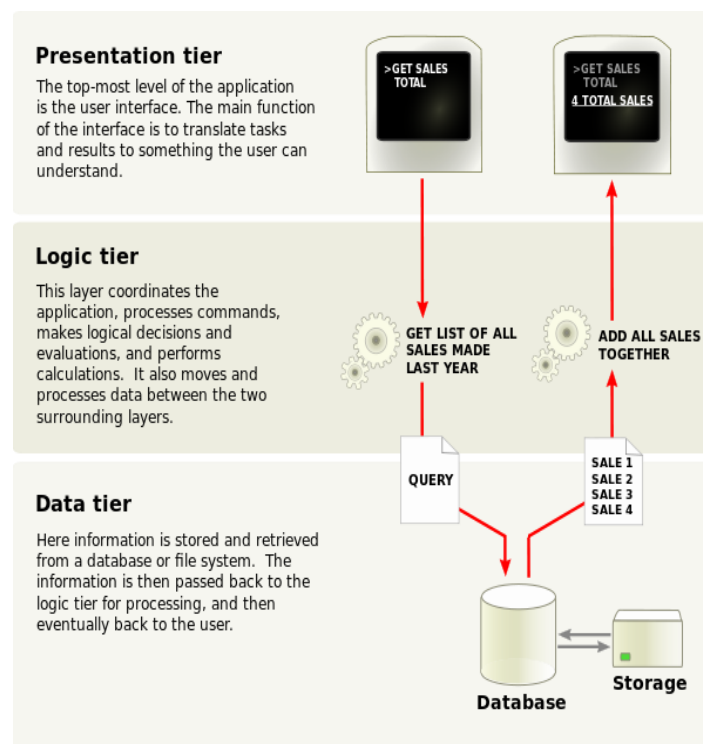 Presentation tier
The top-most level of the application
is the user interface. The main function
of the interface is to translate tasks
and results to something the user can
understand.
>GET SALES
TOTAL
>GET SALES
TOTAL
4 TOTAL SALES
Logic tier
This layer coordinates the
application, processes commands,
makes logical decisions and
evaluations, and performs
calculations. It also moves and
processes data between the two
surrounding layers.
GET LIST OF ALL
SALES MADE
LAST YEAR
ADD ALL SALES
TOGETHER
Data tier
Here information is stored and retrieved
from a database or file system. The
information is then passed back to the
logic tier for processing, and then
eventually back to the user.
QUERY
SALE 1
SALE 2
SALE 3
SALE 4
Database
Storage